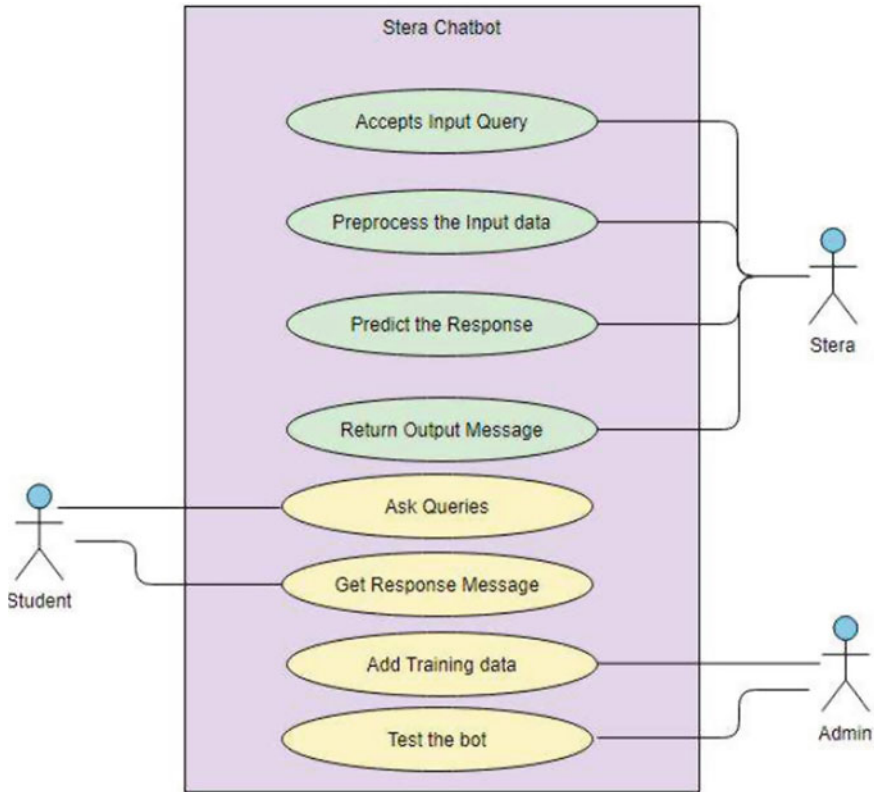 Stera Chatbot
Accepts Input Query
Preprocess the Input data
Predict the Response
Stera
Return Output Message
Ask Queries
Student
Get Response Message
Add Training data
Admin
Test the bot